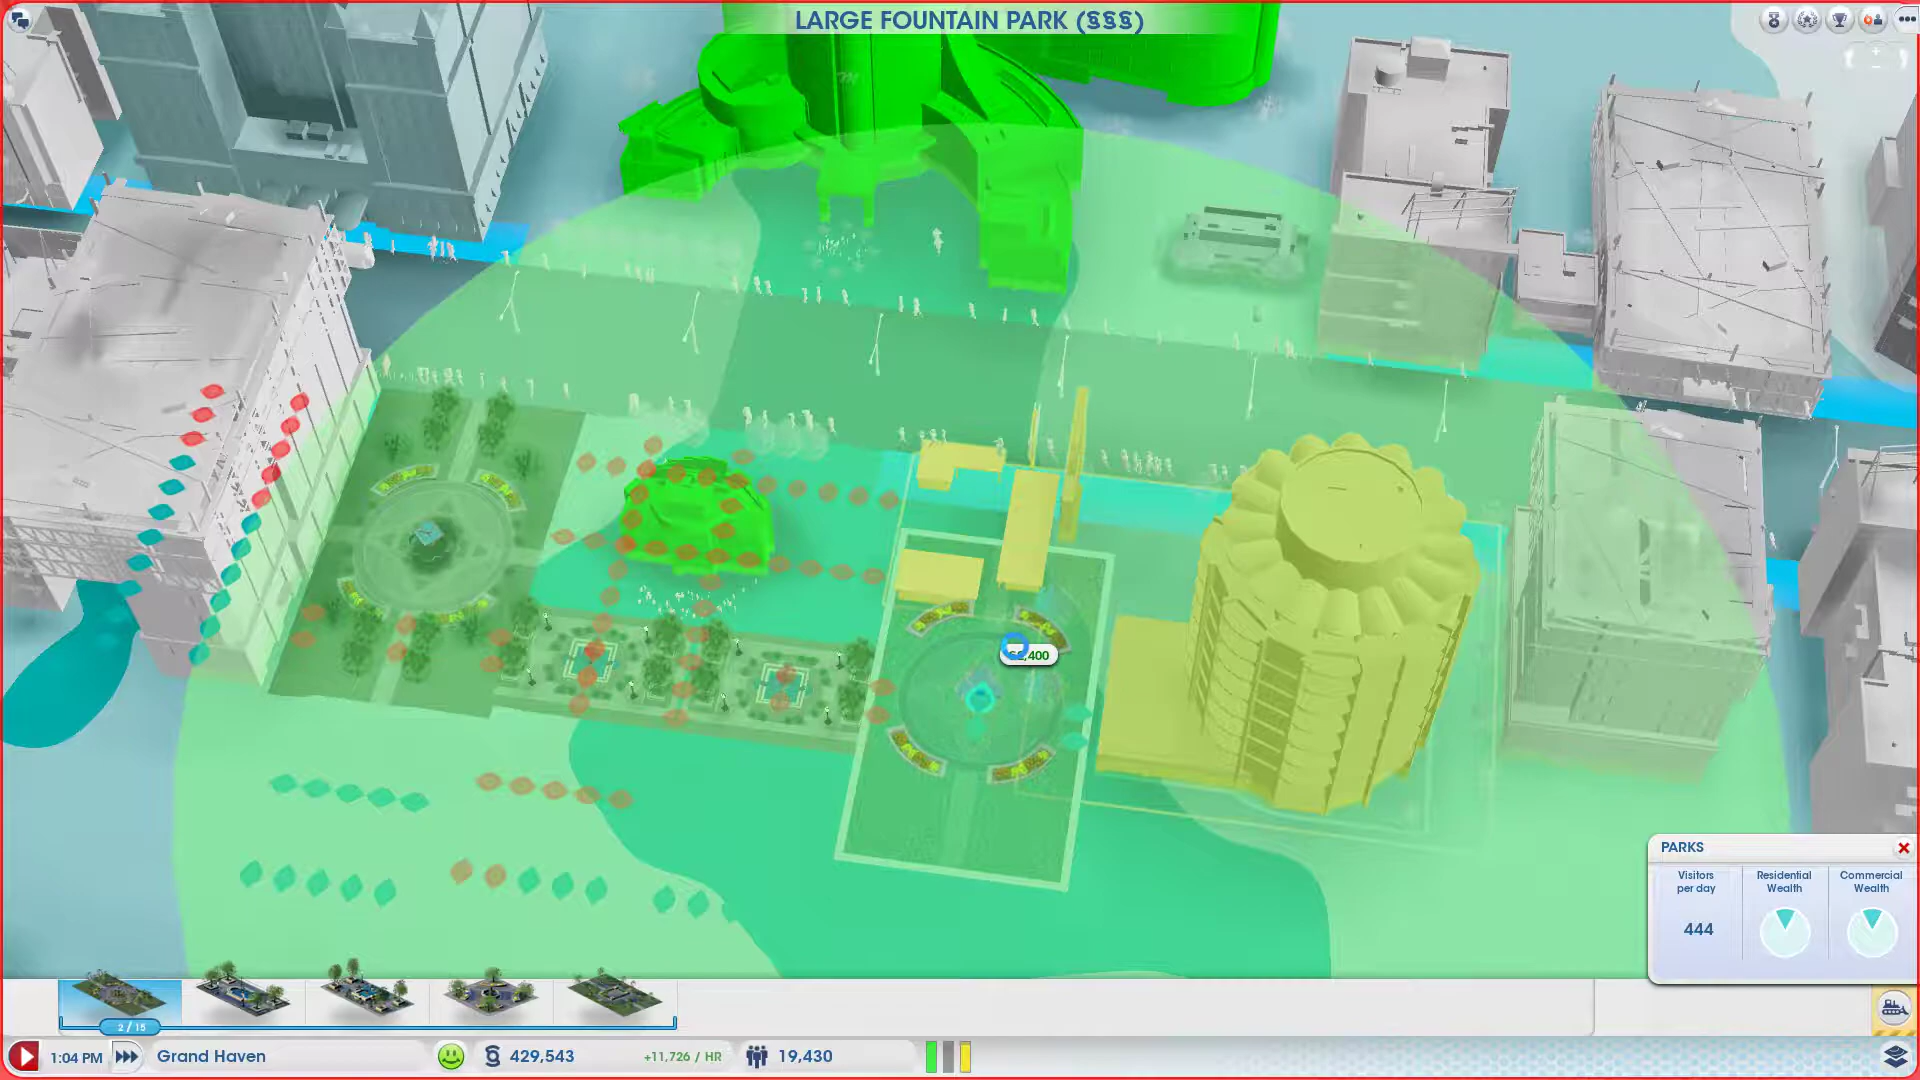 LARGE FOUNTAIN PARK (§§§)
,400
PARKS
Visitors per day
Residential Wealth
Commercial Wealth
444
2 / 15
1:04 PM
Grand Haven
429,543
+11,726 / HR
19,430